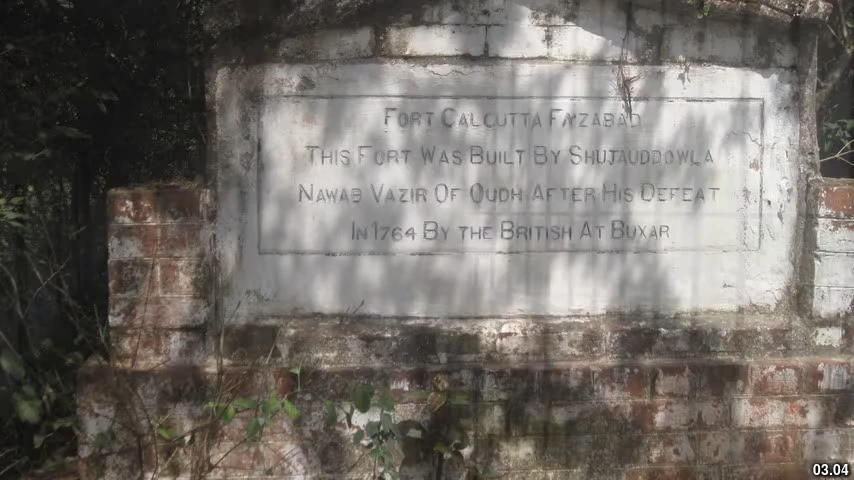 FORT CALCUTTA FYZABAD
THIS FORT WAS BUILT BY SHUJAUDDOWLA
NAWAB VAZIR OF OUDH AFTER HIS DEFEAT
IN 1764 BY THE BRITISH AT BUXAR
03.04